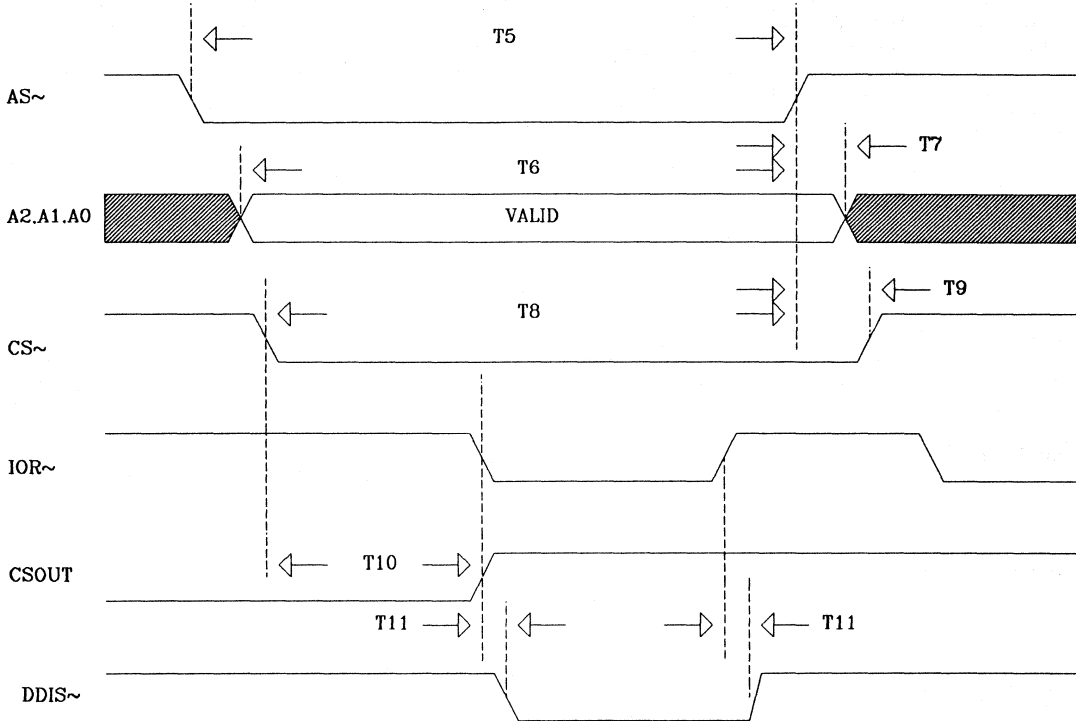 T5
AS~
T7
T6
A2.A1.A0
VALID
T9
T8
CS~
IOR~
T10
CSOUT
T11
T11
DDIS~